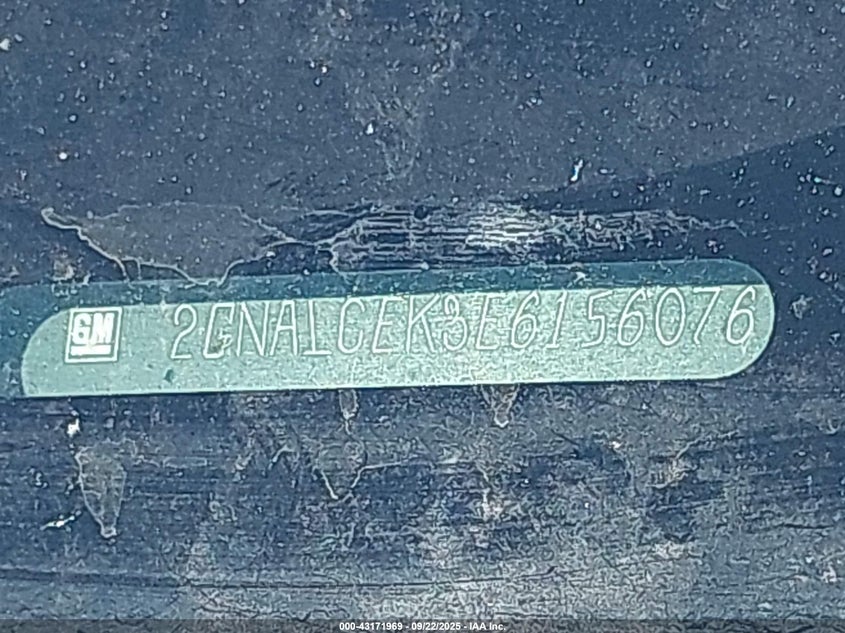 GM 2GNALCEK3E6156076
000-43171969 - 09/22/2025 - IAA Inc.